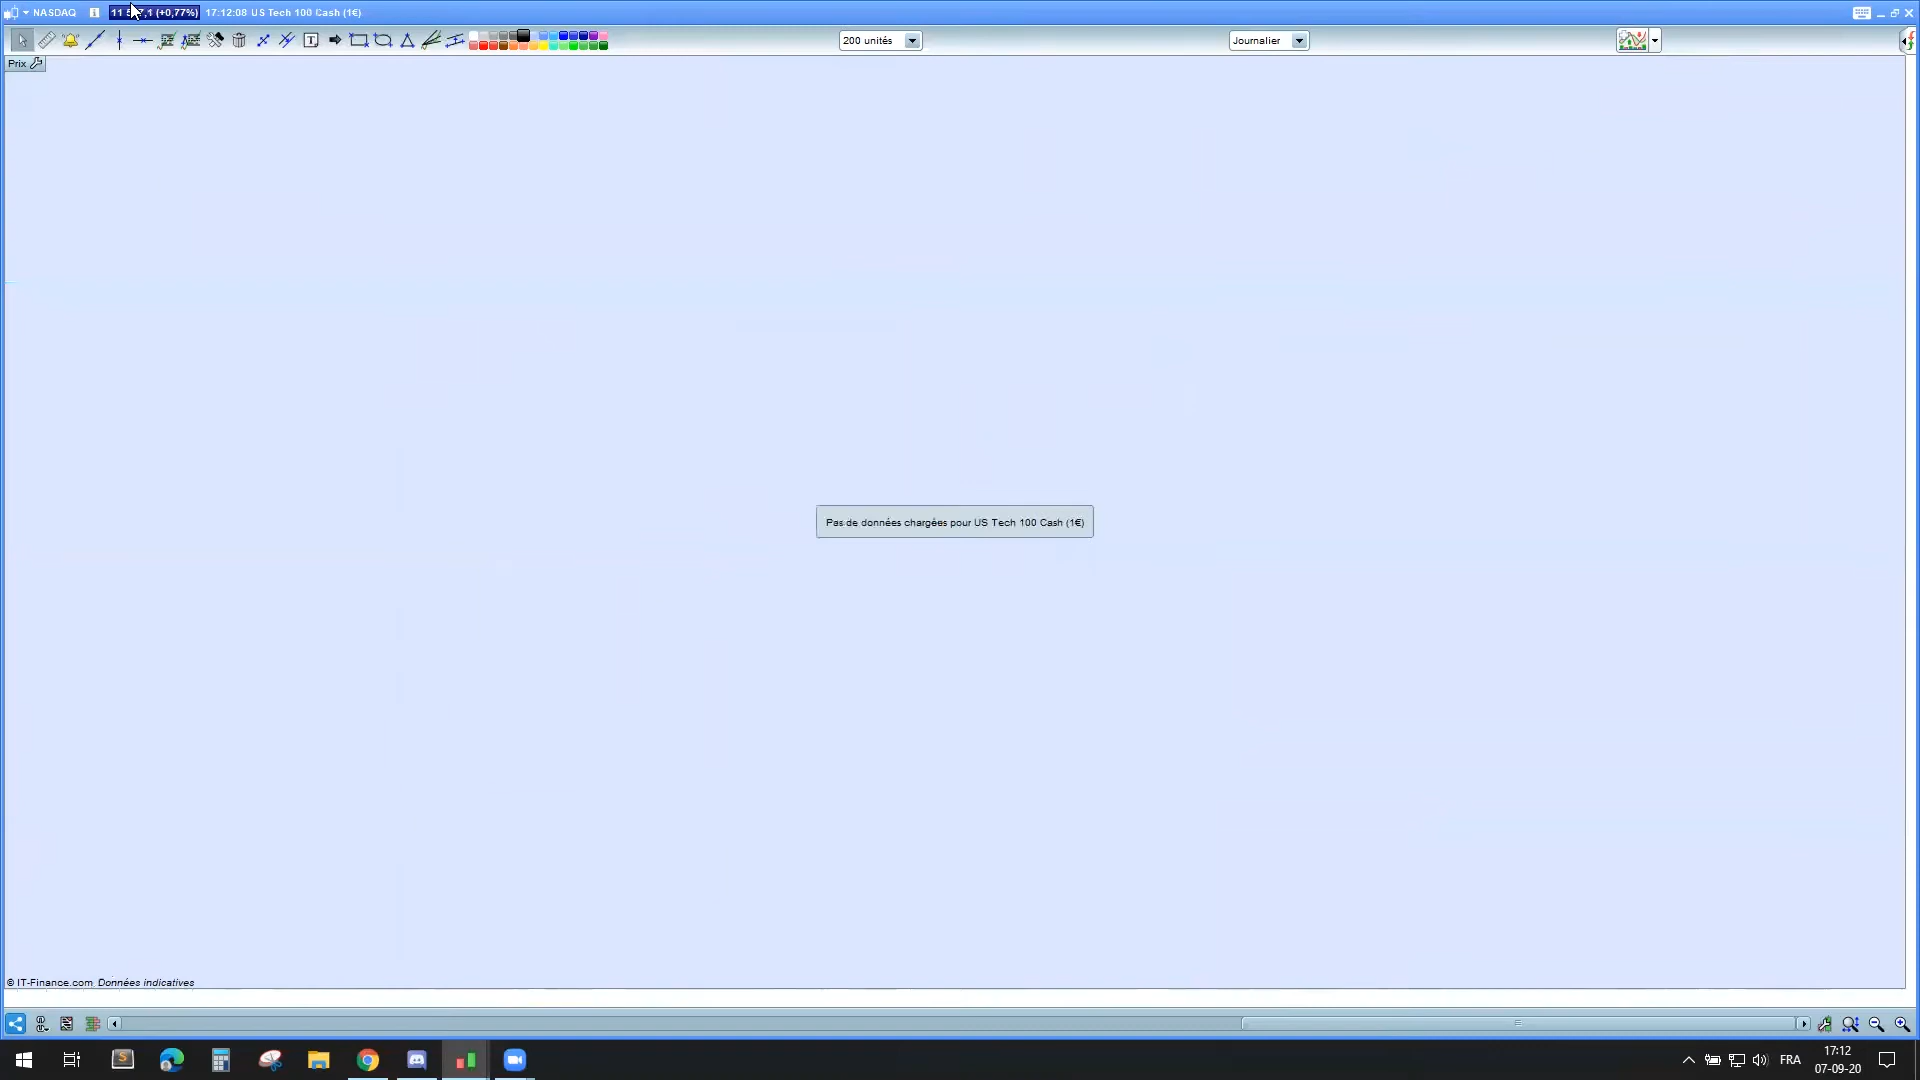 NASDAQ
(+0,77%) 17:12:08 US Tech 100 Cash (1€)
200 unités
Journalier
Prix
Pas de données chargées pour US Tech 100 Cash (1€)
© IT-Finance.com Données indicatives
FRA
17:12
07-09-20